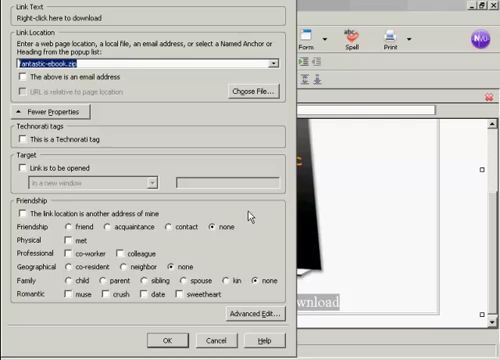 Link Text
Right-click here to download
Link Location
Enter a web page location, a local file, an email address, or select a Named Anchor or
Heading from the popup list:
fantastic-ebook.zip
The above is an email address
URL is relative to page location
Choose File...
Fewer Properties
Technorati tags
This is a Technorati tag
Target
Link is to be opened
in a new window
Friendship
The link location is another address of mine
Friendship friend acquaintance contact none
Physical met
Professional co-worker colleague
Geographical co-resident neighbor none
Family child parent sibling spouse kin none
Romantic muse crush date sweetheart
Advanced Edit...
OK Cancel Help
Form Spell Print
wnload